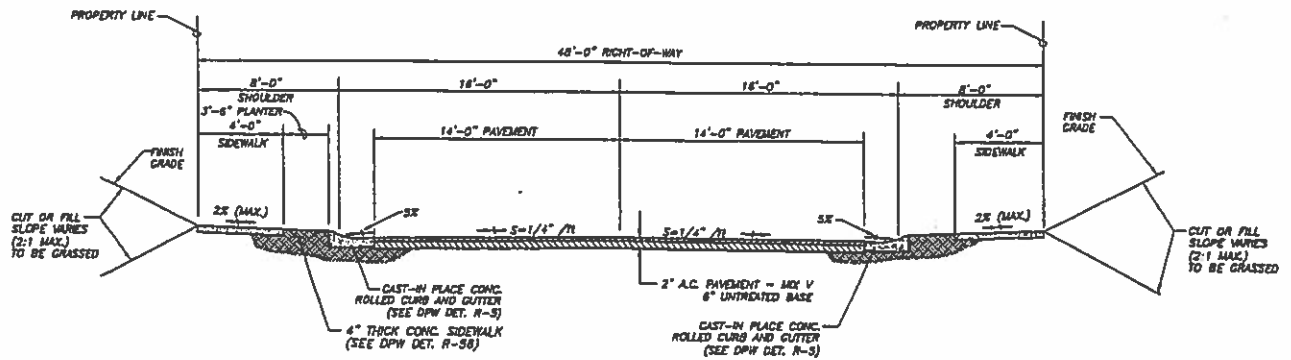 PROPERTY LINE
PROPERTY LINE
48'-0" RIGHT-OF-WAY
8'-0"
SHOULDER
16'-0"
16'-0"
8'-0"
SHOULDER
3'-6" PLANTER
4'-0"
SIDEWALK
14'-0" PAVEMENT
14'-0" PAVEMENT
4'-0"
SIDEWALK
FINISH
GRADE
FINISH
GRADE
CUT OR FILL
SLOPE VARIES
(2:1 MAX.)
TO BE GRASSED
2% (MAX.)
5%
S=1/4" /ft
S=1/4" /ft
5%
2% (MAX.)
CUT OR FILL
SLOPE VARIES
(2:1 MAX.)
TO BE GRASSED
CAST-IN PLACE CONC.
ROLLED CURB AND GUTTER
(SEE DPW DET. R-5)
4" THICK CONC. SIDEWALK
(SEE DPW DET. R-58)
2" A.C. PAVEMENT - MIX V
6" UNTREATED BASE
CAST-IN PLACE CONC.
ROLLED CURB AND GUTTER
(SEE DPW DET. R-5)